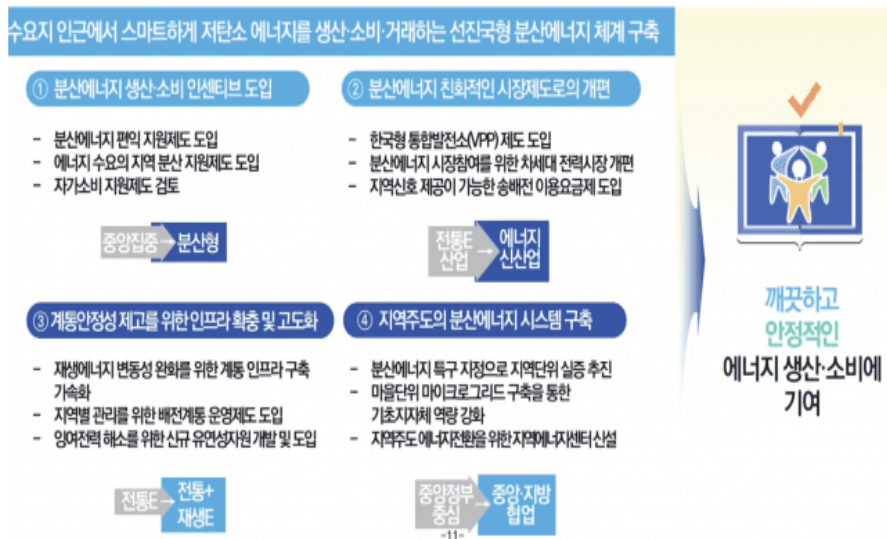 수요지 인근에서 스마트하게 저탄소 에너지를 생산·소비·거래하는 선진국형 분산에너지 체계 구축
① 분산에너지 생산·소비 인센티브 도입
- 분산에너지 편익 지원제도 도입
- 에너지 수요의 지역 분산 지원제도 도입
- 자가소비 지원제도 검토
중앙집중 → 분산형
② 분산에너지 친화적인 시장제도로의 개편
- 한국형 통합발전소(VPP) 제도 도입
- 분산에너지 시장참여를 위한 차세대 전력시장 개편
- 지역신호 제공이 가능한 송배전 이용요금제 도입
전통E
산업
→
에너지
신산업
③ 계통안정성 제고를 위한 인프라 확충 및 고도화
- 재생에너지 변동성 완화를 위한 계통 인프라 구축
가속화
- 지역별 관리를 위한 배전계통 운영제도 도입
- 잉여전력 해소를 위한 신규 유연성자원 개발 및 도입
전통E →
전통+
재생E
④ 지역주도의 분산에너지 시스템 구축
- 분산에너지 특구 지정으로 지역단위 실증 추진
- 마을단위 마이크로그리드 구축을 통한
기초지자체 역량 강화
- 지역주도 에너지전환을 위한 지역에너지센터 신설
중앙정부
중심
→
중앙·지방
협업
-11-
깨끗하고
안정적인
에너지 생산·소비에
기여